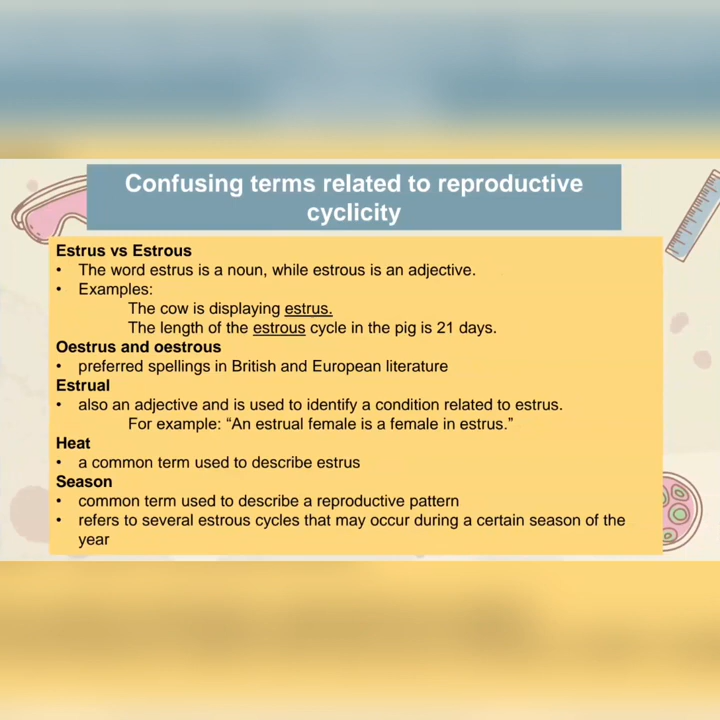 Confusing terms related to reproductive
cyclicity
Estrus vs Estrous
• The word estrus is a noun, while estrous is an adjective.
• Examples:
The cow is displaying estrus.
The length of the estrous cycle in the pig is 21 days.
Oestrus and oestrous
• preferred spellings in British and European literature
Estrual
• also an adjective and is used to identify a condition related to estrus.
For example: “An estrual female is a female in estrus.”
Heat
• a common term used to describe estrus
Season
• common term used to describe a reproductive pattern
• refers to several estrous cycles that may occur during a certain season of the
year